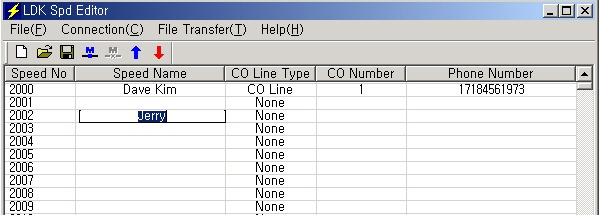 LDK Spd Editor
File(F) Connection(C) File Transfer(T) Help(H)
Speed No Speed Name CO Line Type CO Number Phone Number
2000 Dave Kim CO Line 1 17184561973
2001 None
2002 Jerry None
2003 None
2004 None
2005 None
2006 None
2007 None
2008 None
2009 None